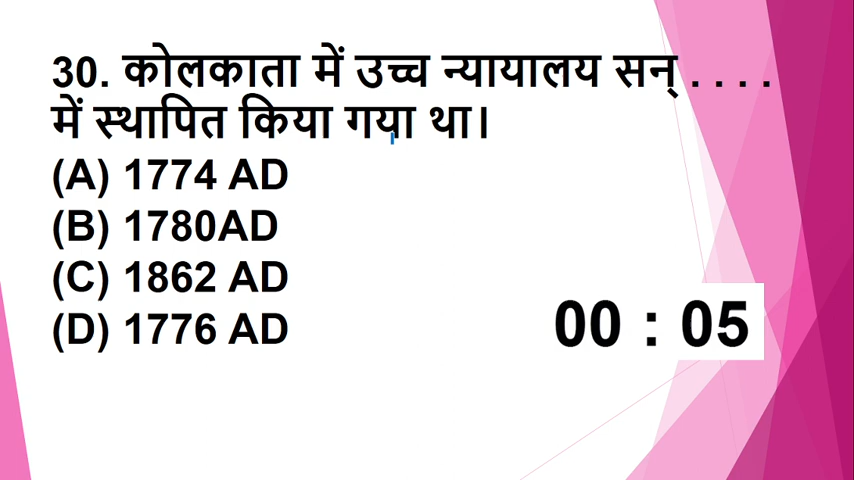 30. कोलकाता में उच्च न्यायालय सन् . . . .
में स्थापित किया गया था।
(A) 1774 AD
(B) 1780AD
(C) 1862 AD
(D) 1776 AD
00 : 05